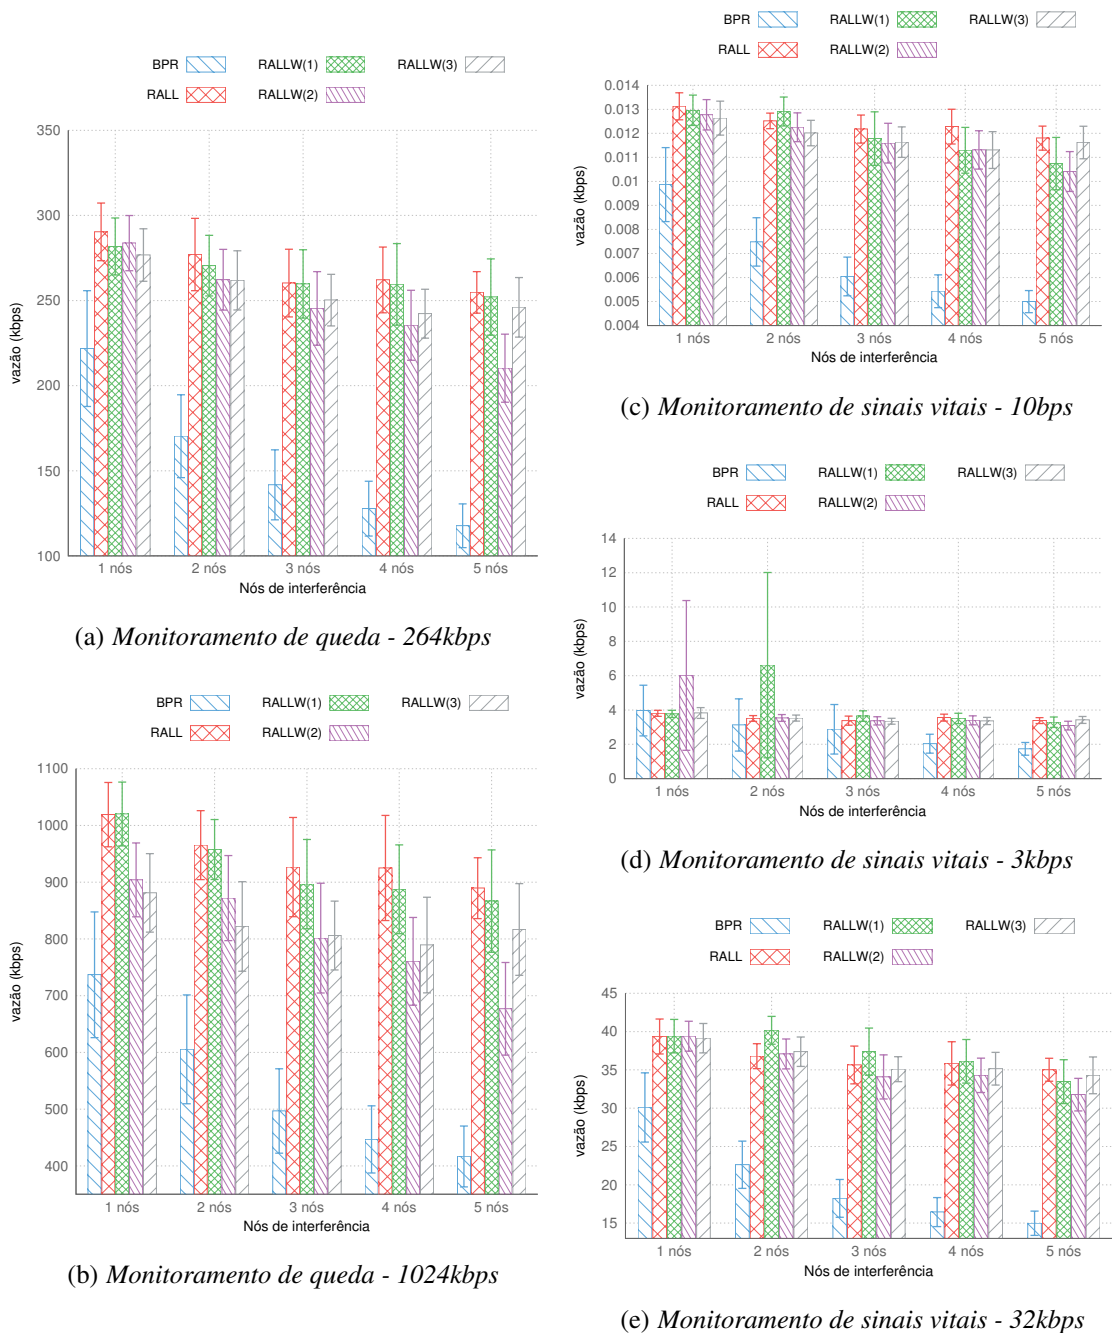 BPR RALLW(1) RALLW(3)
RALL RALLW(2)
350
300
250
200
150
100
vazão (kbps)
1 nós 2 nós 3 nós 4 nós 5 nós
Nós de interferência
(a) Monitoramento de queda - 264kbps
BPR RALLW(1) RALLW(3)
RALL RALLW(2)
1100
1000
900
800
700
600
500
400
vazão (kbps)
1 nós 2 nós 3 nós 4 nós 5 nós
Nós de interferência
(b) Monitoramento de queda - 1024kbps
BPR RALLW(1) RALLW(3)
RALL RALLW(2)
0.014
0.013
0.012
0.011
0.01
0.009
0.008
0.007
0.006
0.005
0.004
vazão (kbps)
1 nós 2 nós 3 nós 4 nós 5 nós
Nós de interferência
(c) Monitoramento de sinais vitais - 10bps
BPR RALLW(1) RALLW(3)
RALL RALLW(2)
14
12
10
8
6
4
2
0
vazão (kbps)
1 nós 2 nós 3 nós 4 nós 5 nós
Nós de interferência
(d) Monitoramento de sinais vitais - 3kbps
BPR RALLW(1) RALLW(3)
RALL RALLW(2)
45
40
35
30
25
20
15
vazão (kbps)
1 nós 2 nós 3 nós 4 nós 5 nós
Nós de interferência
(e) Monitoramento de sinais vitais - 32kbps